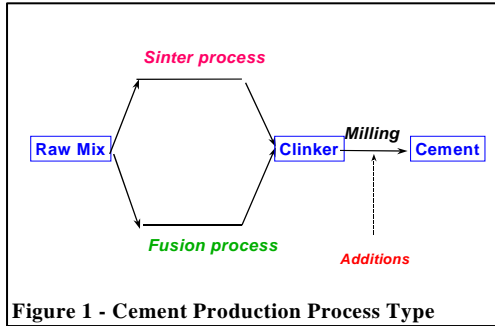 Sinter process
Milling
Raw Mix
Clinker
Cement
Fusion process
Additions
Figure 1 - Cement Production Process Type